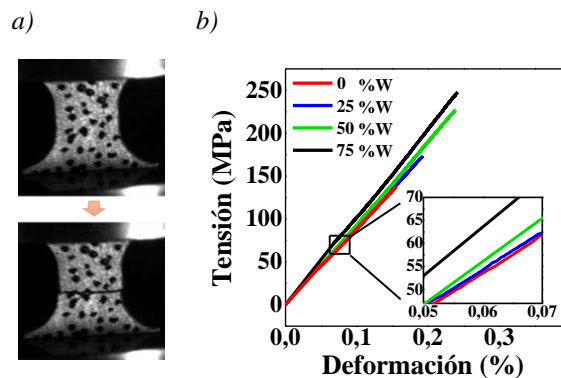 a)
b)
250
200
150
100
50
0
Tensión (MPa)
0 %W
25 %W
50 %W
75 %W
70
65
60
55
50
0,05 0,06 0,07
0,0 0,1 0,2 0,3
Deformación (%)